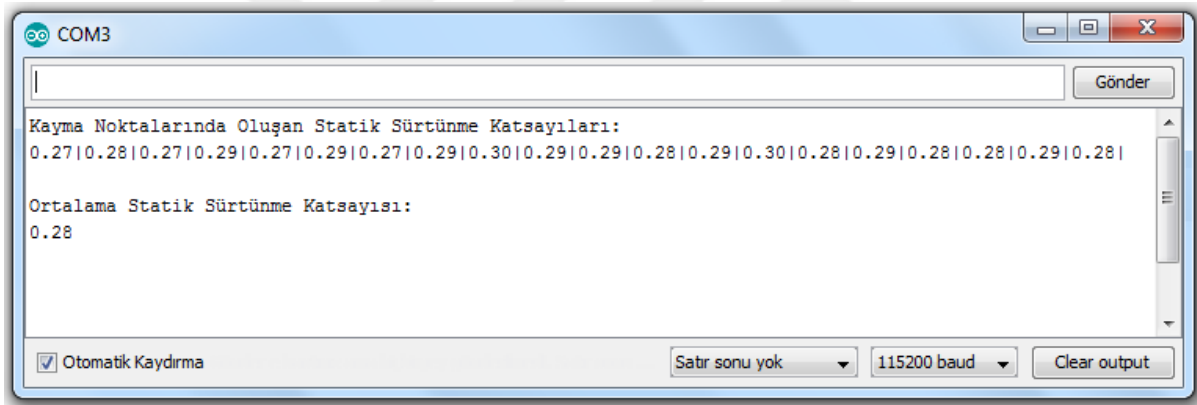 COM3
Gönder
Kayma Noktalarında Oluşan Statik Sürtünme Katsayıları:
0.27|0.28|0.27|0.29|0.27|0.29|0.27|0.29|0.30|0.29|0.29|0.28|0.29|0.30|0.28|0.29|0.28|0.28|0.29|0.28|
Ortalama Statik Sürtünme Katsayısı:
0.28
Otomatik Kaydırma
Satır sonu yok
115200 baud
Clear output